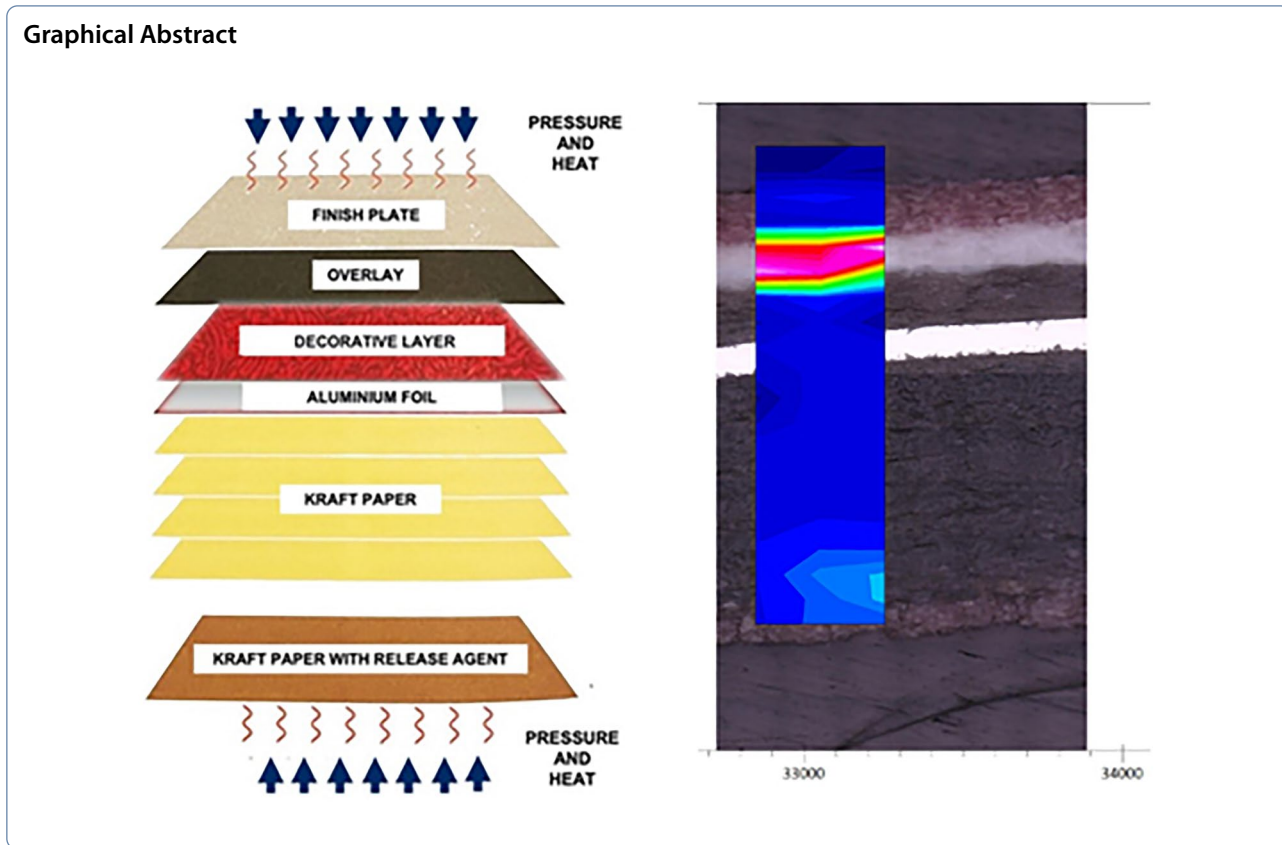 Graphical Abstract
PRESSURE
AND
HEAT
FINISH PLATE
OVERLAY
DECORATIVE LAYER
ALUMINIUM FOIL
KRAFT PAPER
KRAFT PAPER WITH RELEASE AGENT
PRESSURE
AND
HEAT
33000
34000